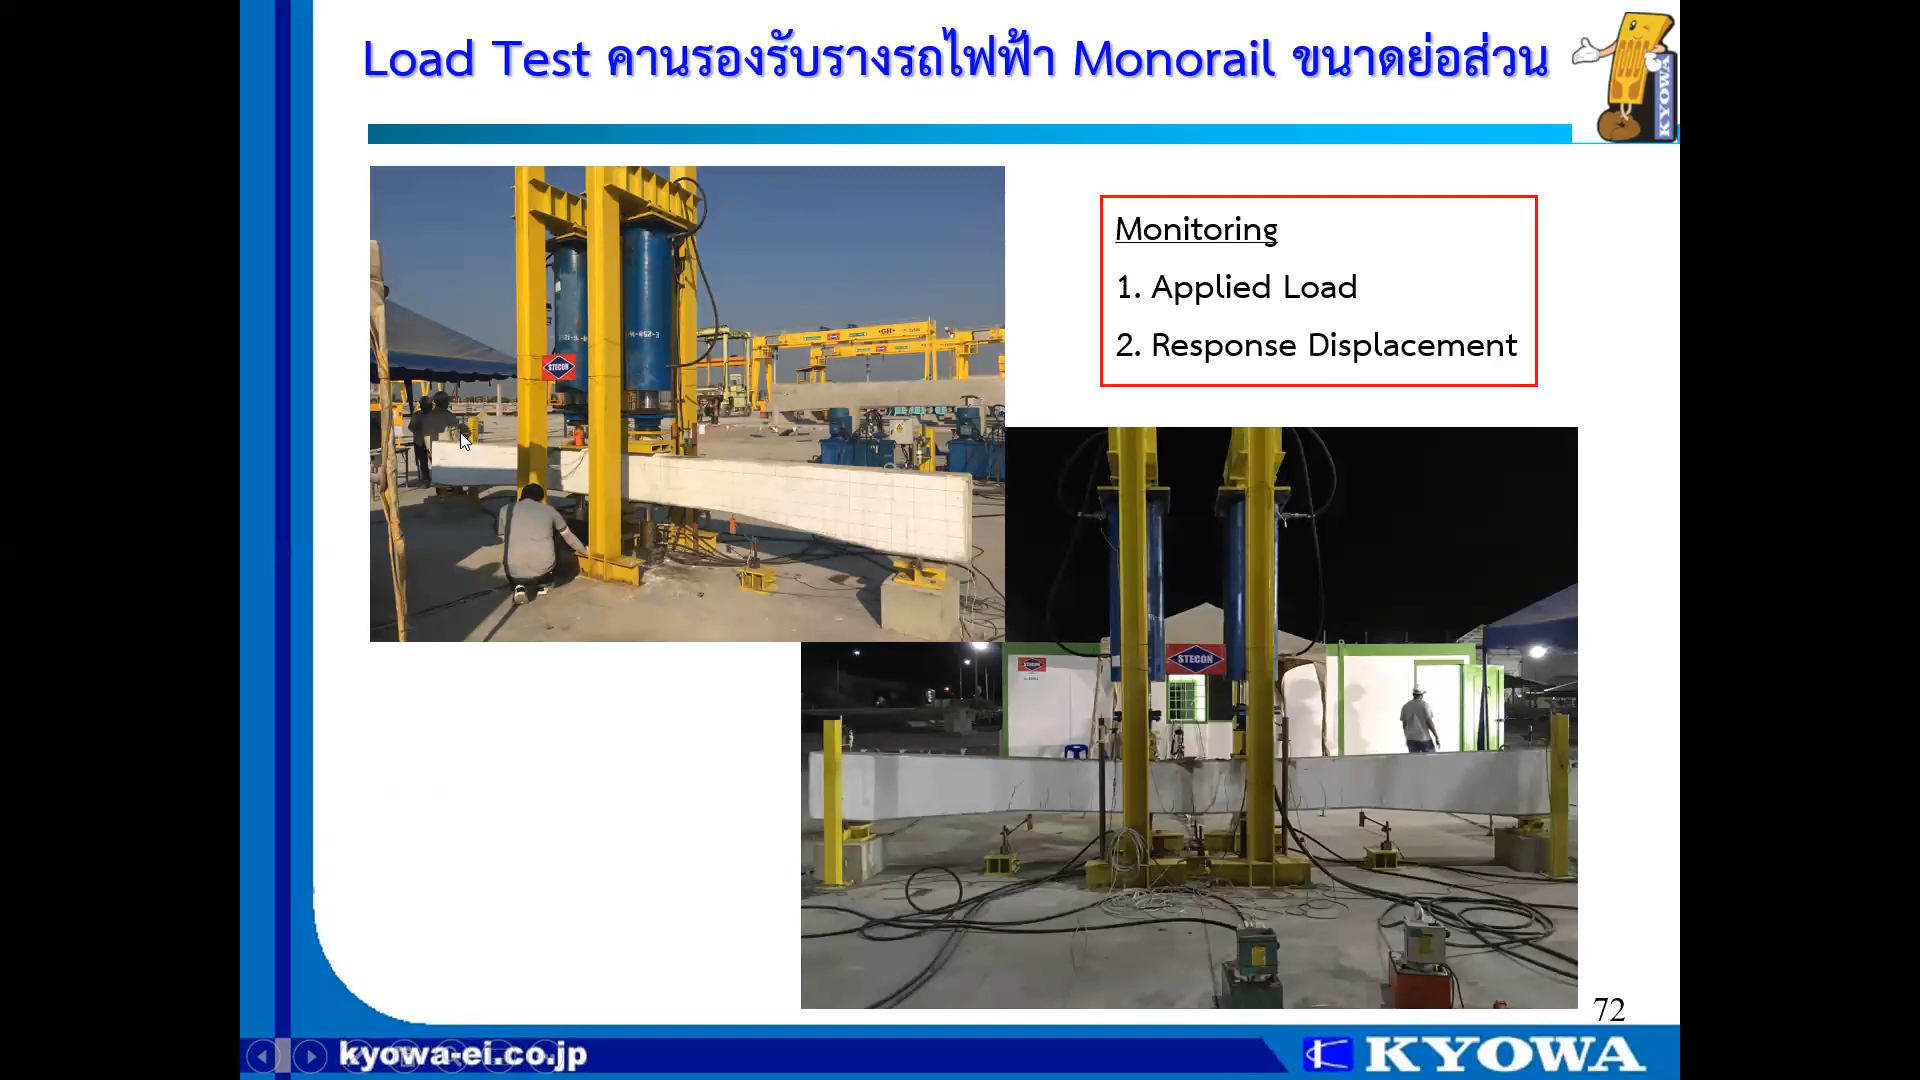 Load Test คานรองรับรางรถไฟฟ้า Monorail ขนาดย่อส่วน
KYOWA
Monitoring
1. Applied Load
2. Response Displacement
STECON
GH
STECON
STECON
72
kyowa-ei.co.jp
KYOWA